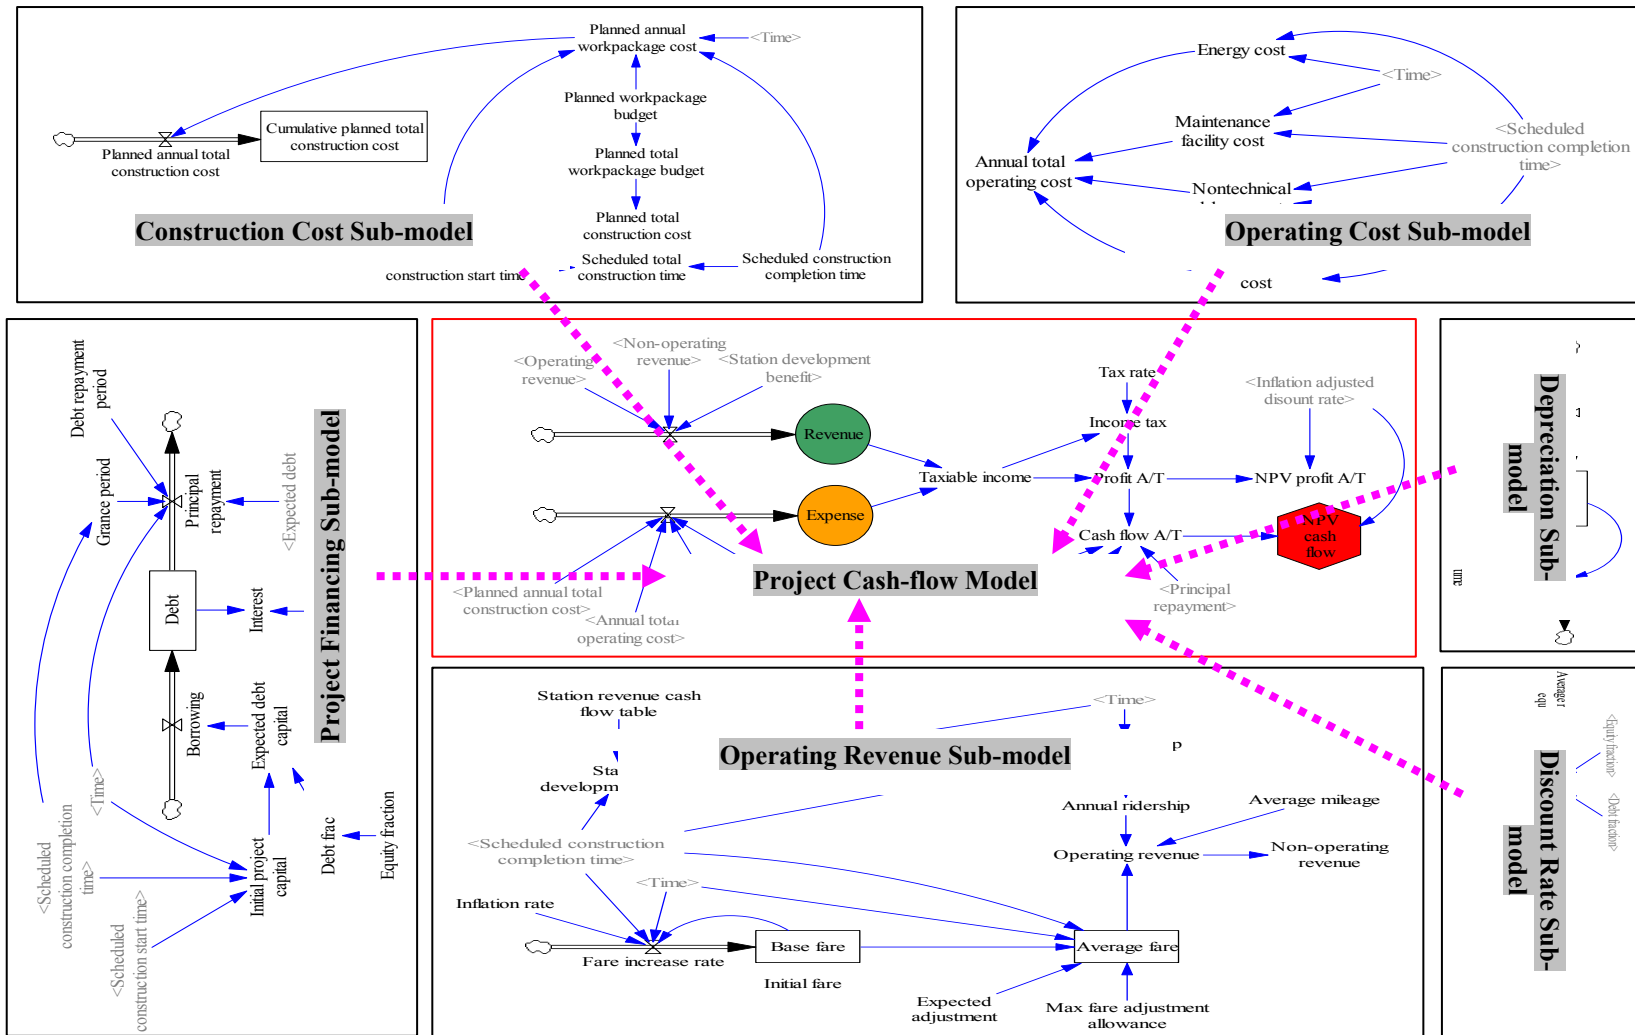 Planned annual
workpackage cost
<Time>
Planned workpackage
budget
Cumulative planned total
construction cost
Planned annual total
construction cost
Planned total
workpackage budget
Planned total
construction cost
Construction Cost Sub-model
construction start time
Scheduled total
construction time
Scheduled construction
completion time
Energy cost
<Time>
Maintenance
facility cost
<Scheduled
construction completion
time>
Annual total
operating cost
Nontechnical
Operating Cost Sub-model
cost
Debt repayment
period
Grance period
Principal
repayment
<Expected debt
Debt
Interest
Project Financing Sub-model
Borrowing
Expected debt
capital
<Time>
Debt frac
Equity fraction
Initial project
capital
<Scheduled
construction completion
time>
<Scheduled
construction start time>
<Operating
revenue>
<Non-operating
revenue>
<Station development
benefit>
Tax rate
<Inflation adjusted
disount rate>
Revenue
Income tax
Taxiable income
Profit A/T
NPV profit A/T
Expense
Cash flow A/T
NPV
cash
flow
Project Cash-flow Model
<Planned annual total
construction cost>
<Annual total
operating cost>
<Principal
repayment>
Depreciation Sub-
model
Station revenue cash
flow table
<Time>
Operating Revenue Sub-model
p
Sta
developm
Annual ridership
Average mileage
<Scheduled construction
completion time>
Operating revenue
Non-operating
revenue
<Time>
Inflation rate
Base fare
Average fare
Fare increase rate
Initial fare
Expected
adjustment
Max fare adjustment
allowance
Average r
equ
<Equity fraction>
<Debt fraction>
Discount Rate Sub-
model